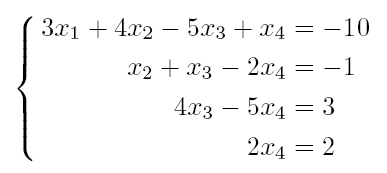 3x₁ + 4x₂ − 5x₃ + x₄ = −10
x₂ + x₃ − 2x₄ = −1
4x₃ − 5x₄ = 3
2x₄ = 2